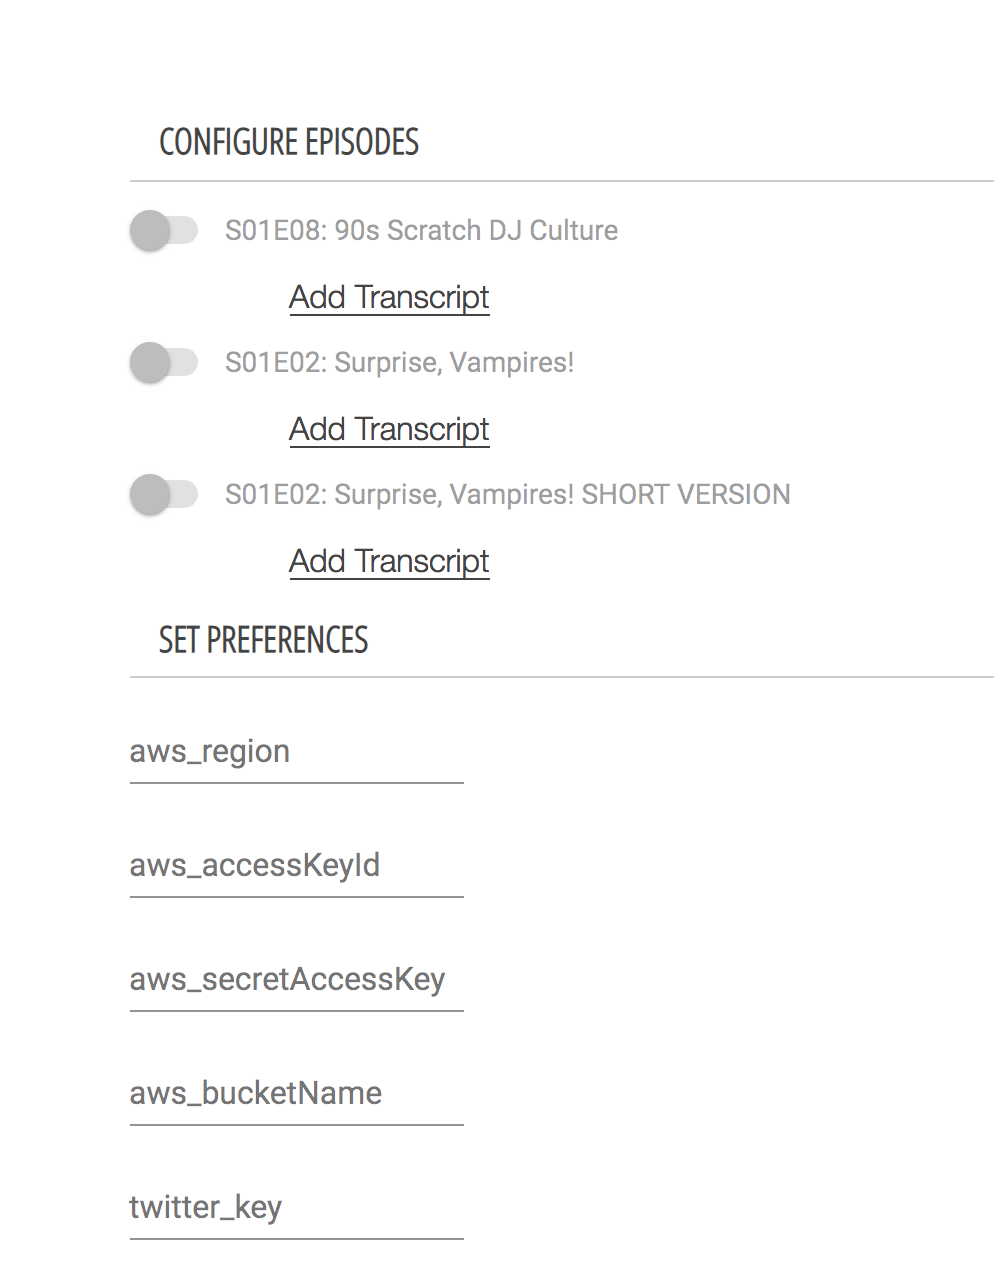 CONFIGURE EPISODES
S01E08: 90s Scratch DJ Culture
Add Transcript
S01E02: Surprise, Vampires!
Add Transcript
S01E02: Surprise, Vampires! SHORT VERSION
Add Transcript
SET PREFERENCES
aws_region
aws_accessKeyId
aws_secretAccessKey
aws_bucketName
twitter_key